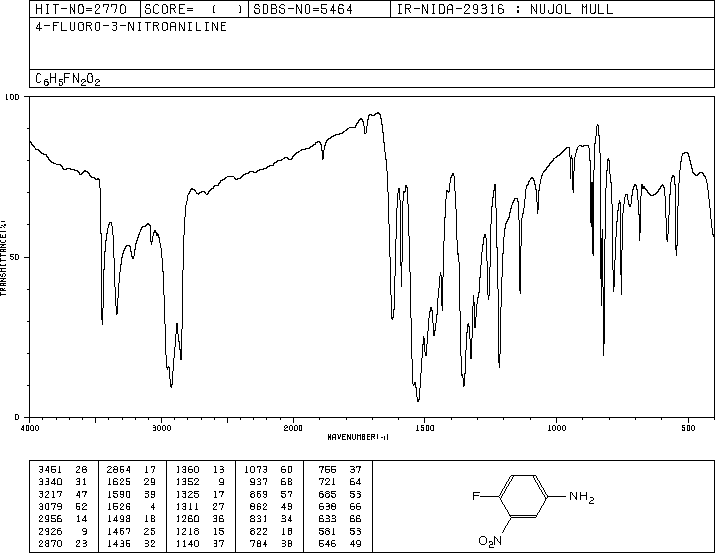 HIT-NO=2770 SCORE= ( ) SDBS-NO=5464 IR-NIDA-29316 : NUJOL MULL
4-FLUORO-3-NITROANILINE
C6H5FN2O2
100
TRANSMITTANCE(%)
50
0
4000 3000 2000 1500 1000 500
WAVENUMBER(-1)
3461 28 2854 17 1360 13 1073 60 756 37
3340 31 1625 29 1352 9 937 68 721 64
3217 47 1590 39 1325 17 869 57 685 53
3079 52 1526 4 1311 27 862 49 638 66
2956 14 1498 18 1260 36 831 34 633 66
2926 9 1467 25 1218 15 822 18 581 53
2870 23 1436 32 1140 37 784 38 546 49
F NH2
O2N